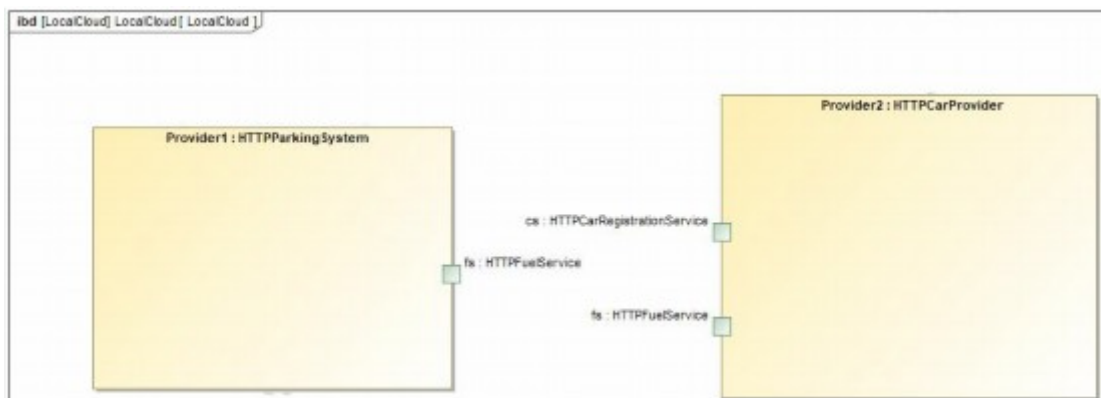 ibd [LocalCloud] LocalCloud[ LocalCloud ]
Provider2 : HTTPCarProvider
Provider1 : HTTPParkingSystem
cs : HTTPCarRegistrationService
fs : HTTPFuelService
fs : HTTPFuelService